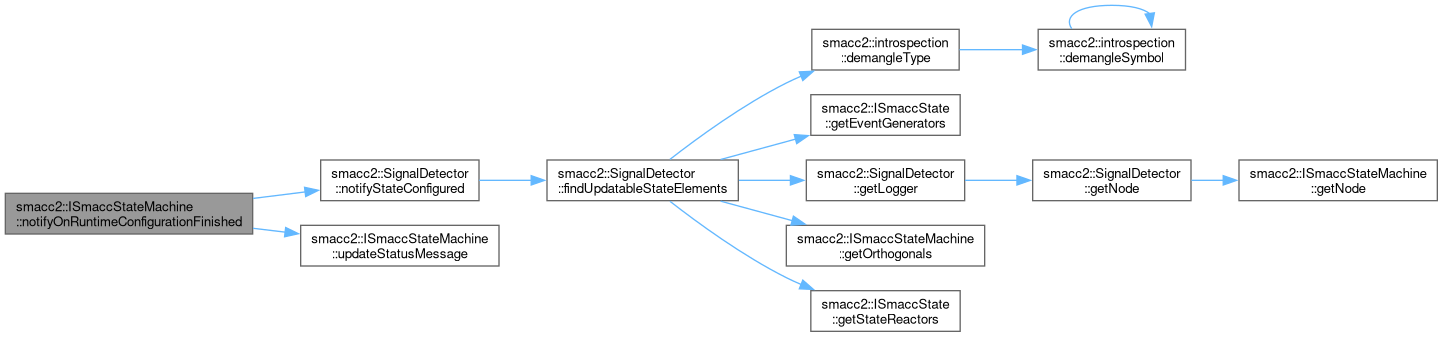 smacc2::ISmaccStateMachine
::notifyOnRuntimeConfigurationFinished
smacc2::SignalDetector
::notifyStateConfigured
smacc2::ISmaccStateMachine
::updateStatusMessage
smacc2::SignalDetector
::findUpdatableStateElements
smacc2::introspection
::demangleType
smacc2::introspection
::demangleSymbol
smacc2::ISmaccState
::getEventGenerators
smacc2::SignalDetector
::getLogger
smacc2::SignalDetector
::getNode
smacc2::ISmaccStateMachine
::getNode
smacc2::ISmaccStateMachine
::getOrthogonals
smacc2::ISmaccState
::getStateReactors